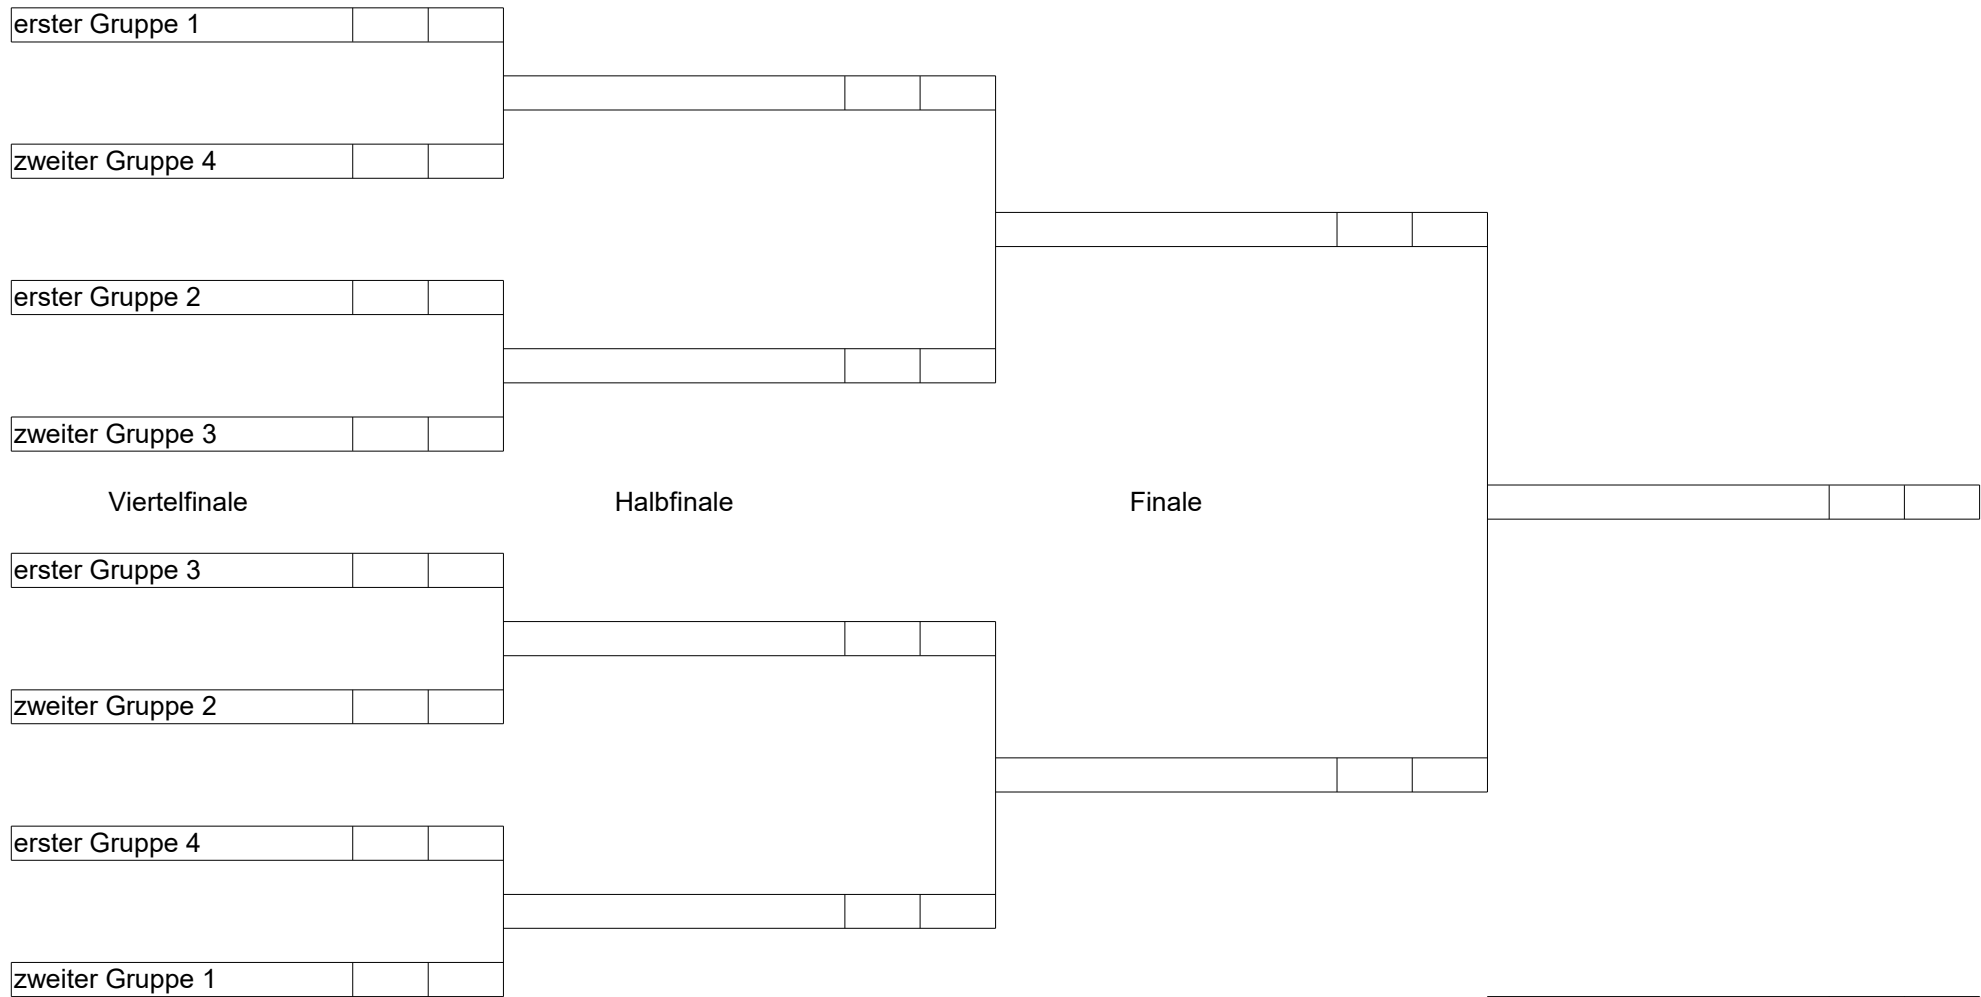 erster Gruppe 1
zweiter Gruppe 4
erster Gruppe 2
zweiter Gruppe 3
Viertelfinale
Halbfinale
Finale
erster Gruppe 3
zweiter Gruppe 2
erster Gruppe 4
zweiter Gruppe 1